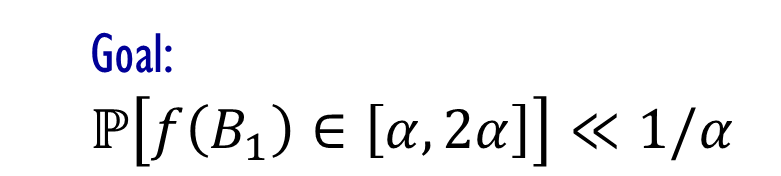 Goal:
ℙ[f(B₁) ∈ [α, 2α]] ≪ 1/α